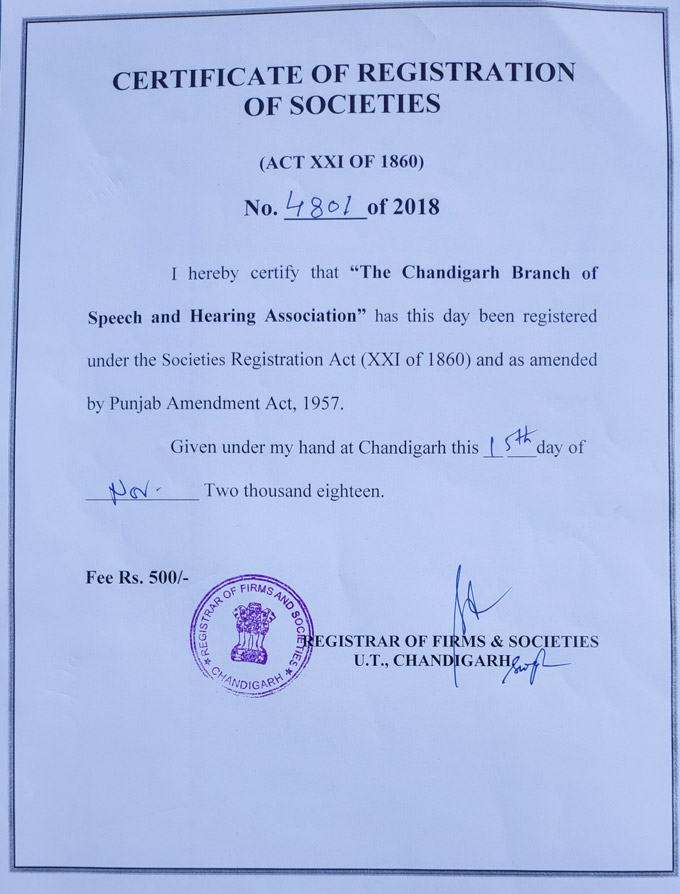 CERTIFICATE OF REGISTRATION
OF SOCIETIES
(ACT XXI OF 1860)
No. 4801 of 2018
I hereby certify that “The Chandigarh Branch of
Speech and Hearing Association” has this day been registered
under the Societies Registration Act (XXI of 1860) and as amended
by Punjab Amendment Act, 1957.
Given under my hand at Chandigarh this 15th day of
Nov. Two thousand eighteen.
Fee Rs. 500/-
REGISTRAR OF FIRMS AND SOCIETIES
CHANDIGARH
REGISTRAR OF FIRMS & SOCIETIES
U.T., CHANDIGARH